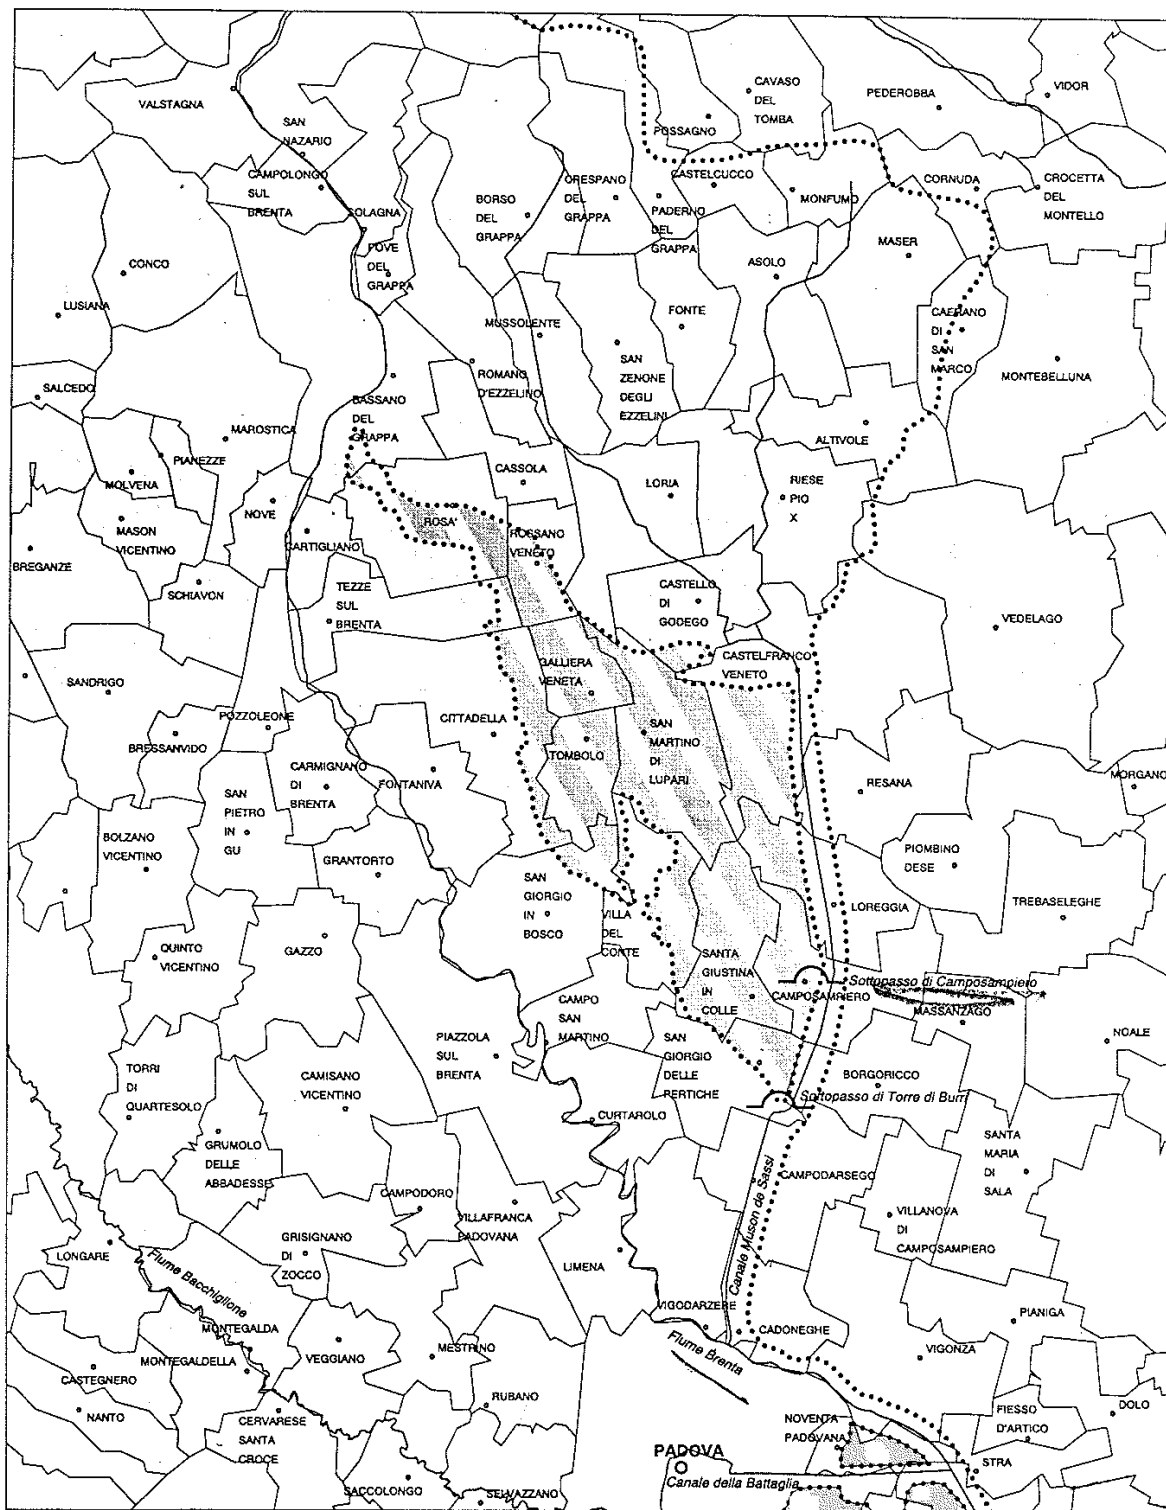 VALSTAGNA
SAN
NAZARIO
CAMPOLONGO
SUL
BRENTA
SOLAGNA
POVE
DEL
GRAPPA
BORSO
DEL
GRAPPA
CRESPANO
DEL
GRAPPA
POSSAGNO
CAVASO
DEL
TOMBA
PEDEROBBA
VIDOR
CASTELCUCCO
PADERNO
DEL
GRAPPA
MONFUMO
CORNUDA
CROCETTA
DEL
MONTELLO
CONCO
LUSIANA
ASOLO
MASER
MUSSOLENTE
FONTE
CAERANO
DI
SAN
MARCO
MONTEBELLUNA
SALCEDO
ROMANO
D'EZZELINO
SAN
ZENONE
DEGLI
EZZELINI
BASSANO
DEL
GRAPPA
MAROSTICA
PIANEZZE
MOLVENA
ALTIVOLE
CASSOLA
LORIA
RIESE
PIO
X
NOVE
MASON
VICENTINO
CARTIGLIANO
ROSA'
ROSSANO
VENETO
BREGANZE
SCHIAVON
TEZZE
SUL
BRENTA
CASTELLO
DI
GODEGO
VEDELAGO
SANDRIGO
GALLIERA
VENETA
CASTELFRANCO
VENETO
POZZOLEONE
BRESSANVIDO
CITTADELLA
SAN
MARTINO
DI
LUPARI
TOMBOLO
CARMIGNANO
DI
BRENTA
FONTANIVA
RESANA
MORGANO
SAN
PIETRO
IN
GU
BOLZANO
VICENTINO
GRANTORTO
PIOMBINO
DESE
SAN
GIORGIO
IN
BOSCO
VILLA
DEL
CONTE
LOREGGIA
TREBASELEGHE
QUINTO
VICENTINO
GAZZO
SANTA
GIUSTINA
IN
COLLE
Sottopasso di Camposampiero
CAMPOSAMPIERO
MASSANZAGO
CAMPO
SAN
MARTINO
PIAZZOLA
SUL
BRENTA
SAN
GIORGIO
DELLE
PERTICHE
NOALE
TORRI
DI
QUARTESOLO
CAMISANO
VICENTINO
BORGORICCO
Sottopasso di Torre di Burri
CURTAROLO
GRUMOLO
DELLE
ABBADESSE
SANTA
MARIA
DI
SALA
CAMPODORO
CAMPODARSEGO
VILLAFRANCA
PADOVANA
VILLANOVA
DI
CAMPOSAMPIERO
LONGARE
GRISIGNANO
DI
ZOCCO
LIMENA
Canale Muson de Sassi
Fiume Bacchiglione
VIGODARZERE
CADONEGHE
PIANIGA
MONTEGALDA
MONTEGALDELLA
VEGGIANO
MESTRINO
Fiume Brenta
VIGONZA
CASTEGNERO
NANTO
RUBANO
CERVARESE
SANTA
CROCE
NOVENTA
PADOVANA
FIESSO
D'ARTICO
DOLO
PADOVA
STRA
Canale della Battaglia
SACCOLONGO
SELVAZZANO